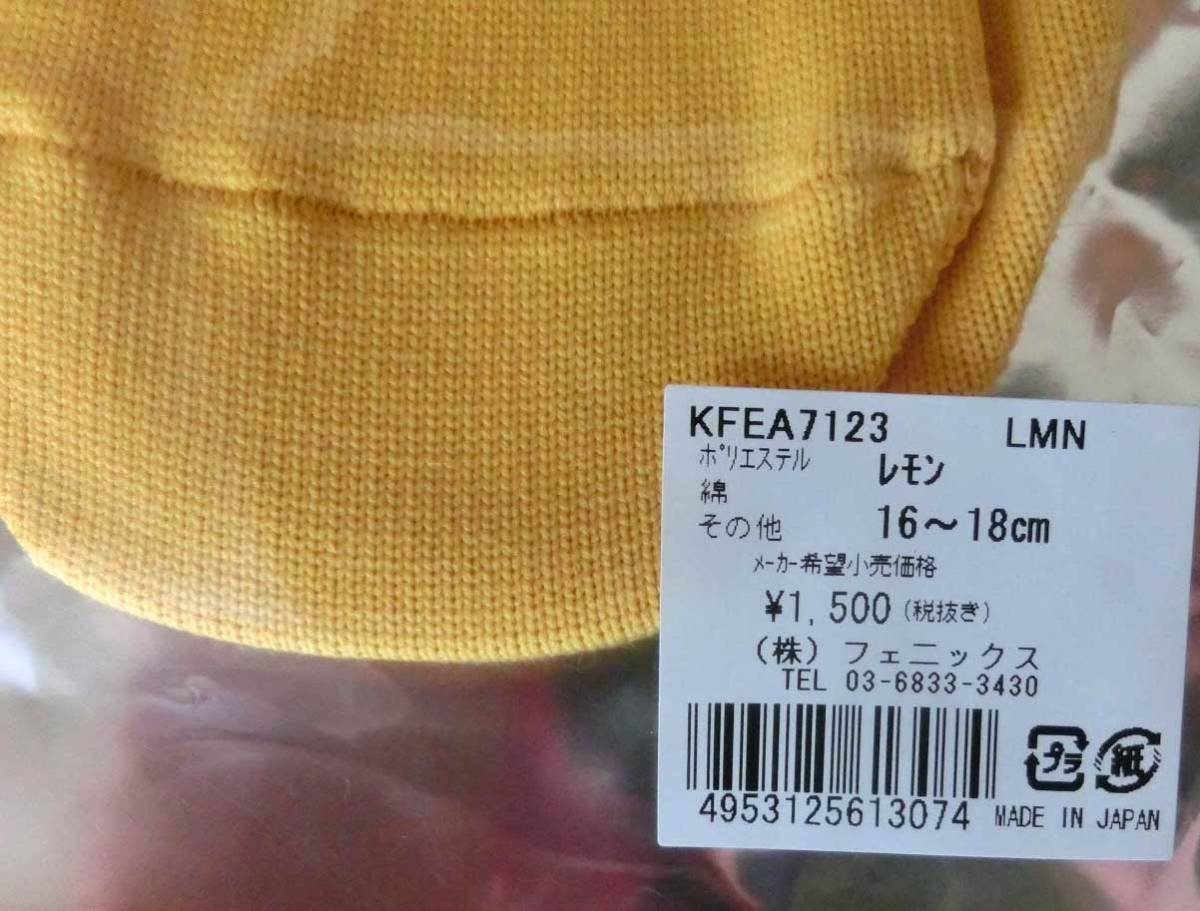 KFEA7123 LMN
ポリエステル レモン
綿
その他 16～18cm
メーカー希望小売価格
¥1,500 (税抜き)
(株) フェニックス
TEL 03-6833-3430
プラ 紙
4953125613074 MADE IN JAPAN